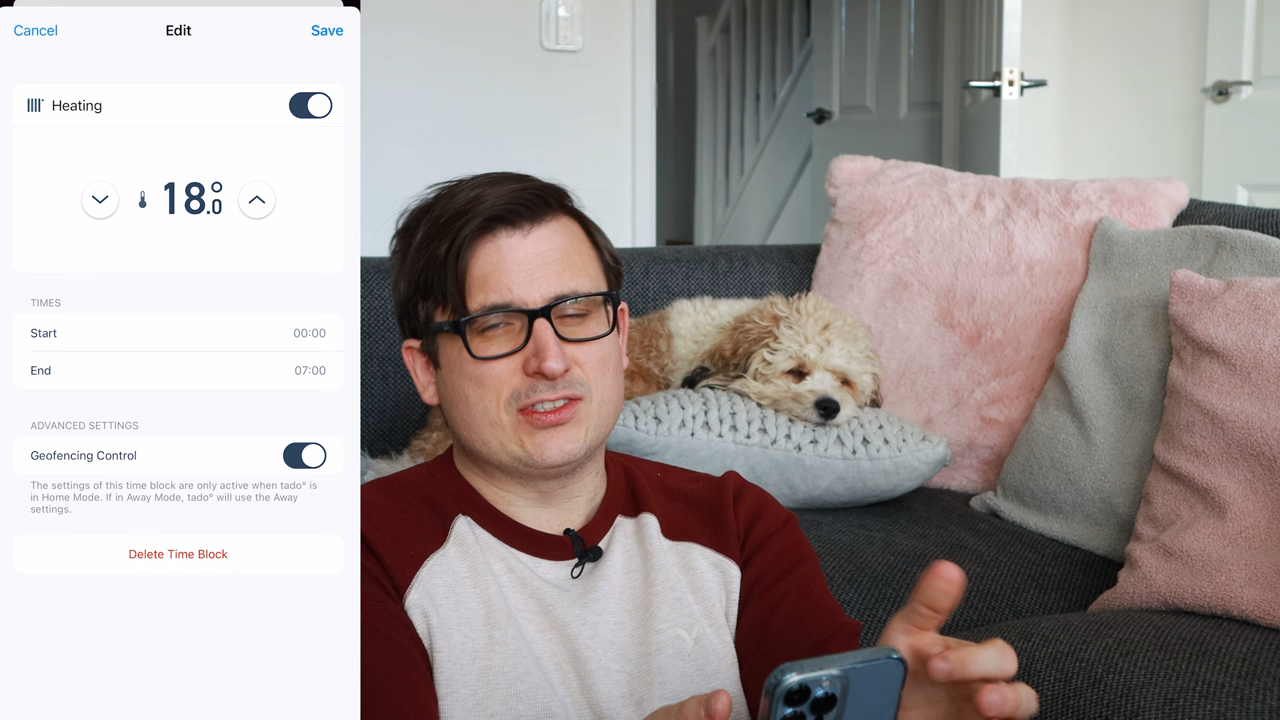 Cancel Edit Save
Heating
18.0°
TIMES
Start 00:00
End 07:00
ADVANCED SETTINGS
Geofencing Control
The settings of this time block are only active when tado° is
in Home Mode. If in Away Mode, tado° will use the Away
settings.
Delete Time Block